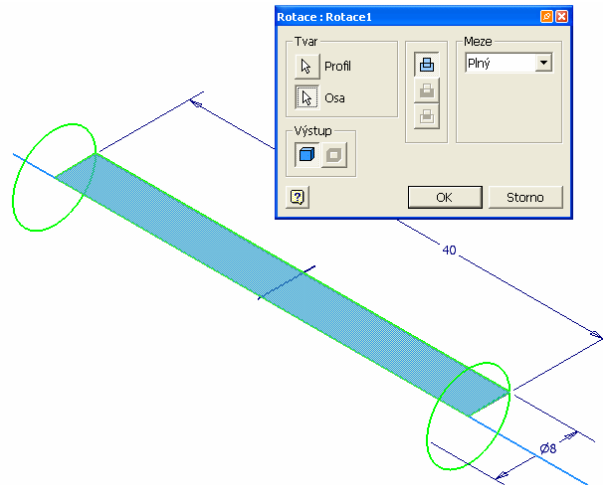 Rotace : Rotace1
Tvar
Profil
Osa
Výstup
Meze
Plný
OK
Storno
40
Ø8